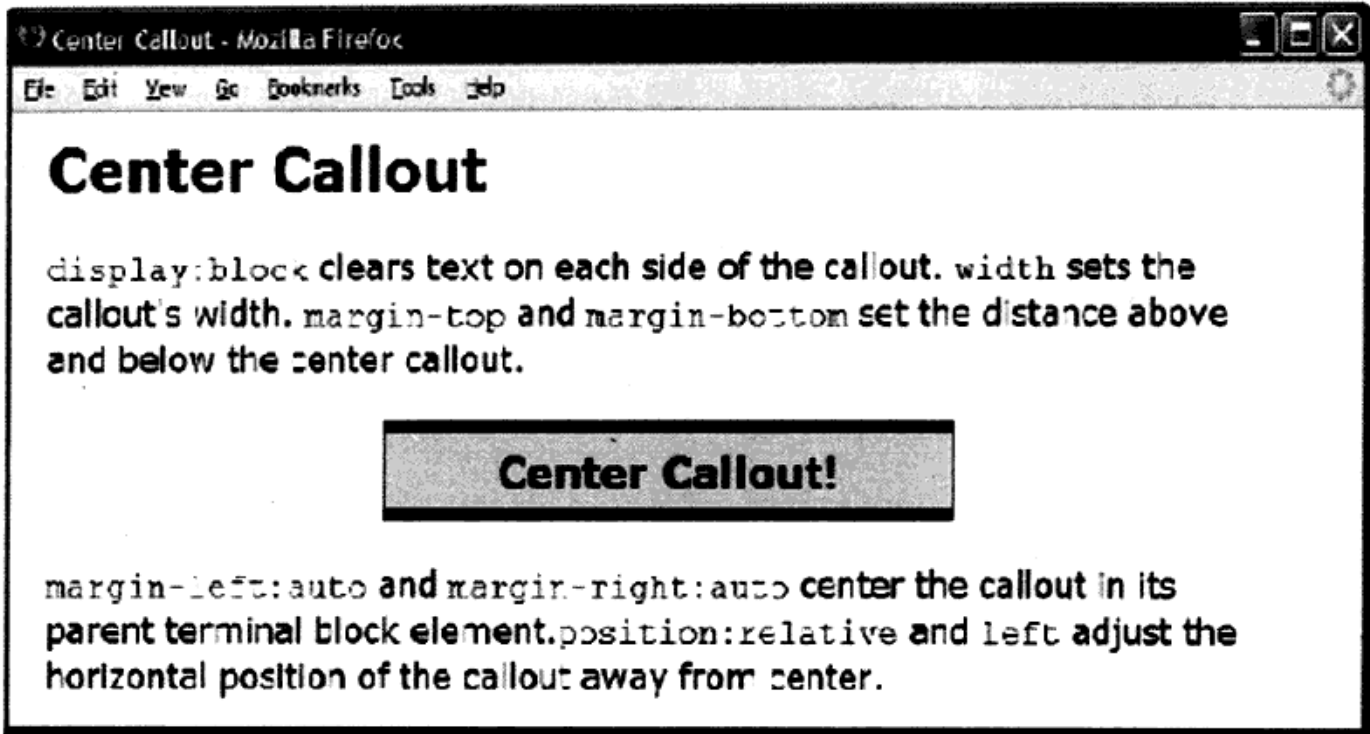 Center Callout - Mozilla Firefox
File Edit View Go Bookmarks Tools Help
Center Callout
display:block clears text on each side of the callout. width sets the
callout's width. margin-top and margin-bottom set the distance above
and below the center callout.
Center Callout!
margin-left:auto and margin-right:auto center the callout in its
parent terminal block element.position:relative and left adjust the
horizontal position of the callout away from center.